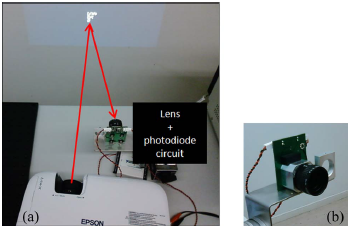 F
Lens
+
photodiode
circuit
(a)
EPSON
(b)